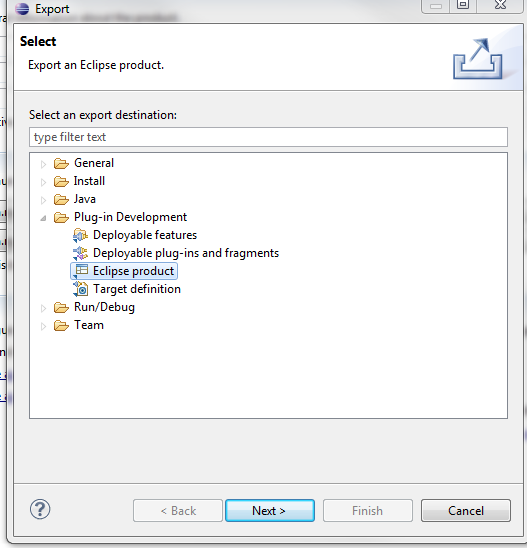 Export
Select
Export an Eclipse product.
Select an export destination:
type filter text
General
Install
Java
Plug-in Development
Deployable features
Deployable plug-ins and fragments
Eclipse product
Target definition
Run/Debug
Team
? < Back Next > Finish Cancel